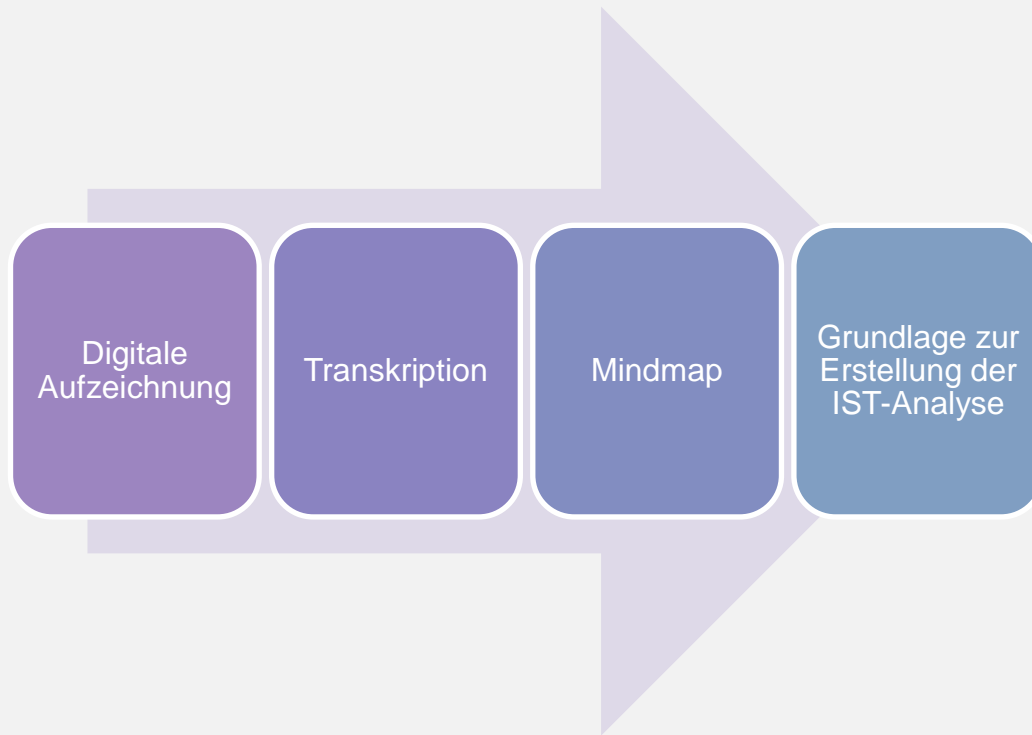 Digitale
Aufzeichnung
Transkription
Mindmap
Grundlage zur
Erstellung der
IST-Analyse